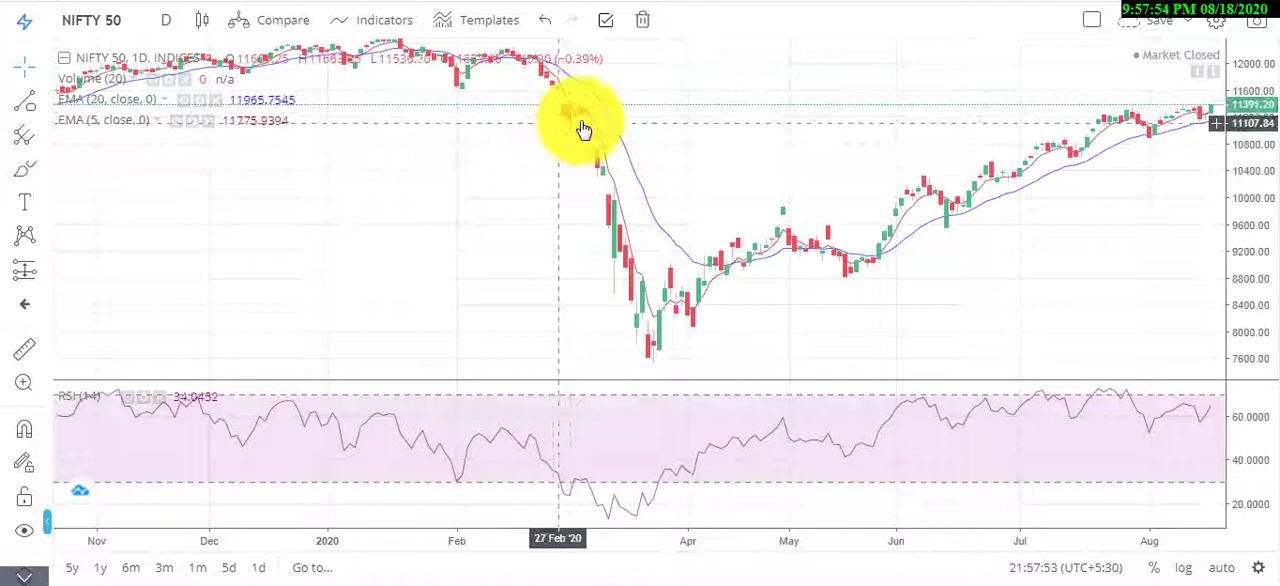 9:57:54 PM 08/18/2020
NIFTY 50 D Compare Indicators Templates Save
NIFTY 50, 1D, INDICES
(−0.39%)
Market Closed
Volume (20) 0 n/a
EMA (20, close, 0) 11965.7545
EMA (5, close, 0) 11775.9394
12000.00
11600.00
11391.20
11107.84
10800.00
10400.00
10000.00
9600.00
9200.00
8800.00
8400.00
8000.00
7600.00
RSI (14) 34.0452
60.0000
40.0000
20.0000
Nov Dec 2020 Feb 27 Feb '20 Apr May Jun Jul Aug
5y 1y 6m 3m 1m 5d 1d Go to... 21:57:53 (UTC+5:30) % log auto